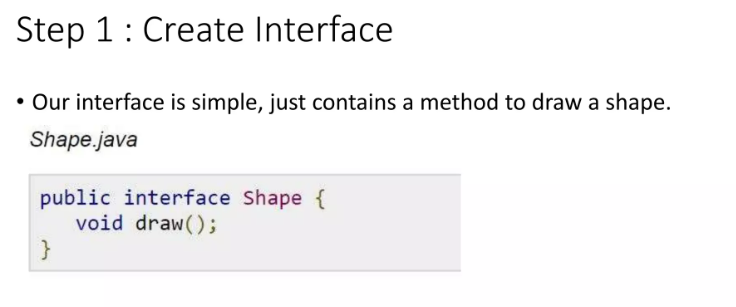 Step 1 : Create Interface
• Our interface is simple, just contains a method to draw a shape.
Shape.java
public interface Shape {
   void draw();
}